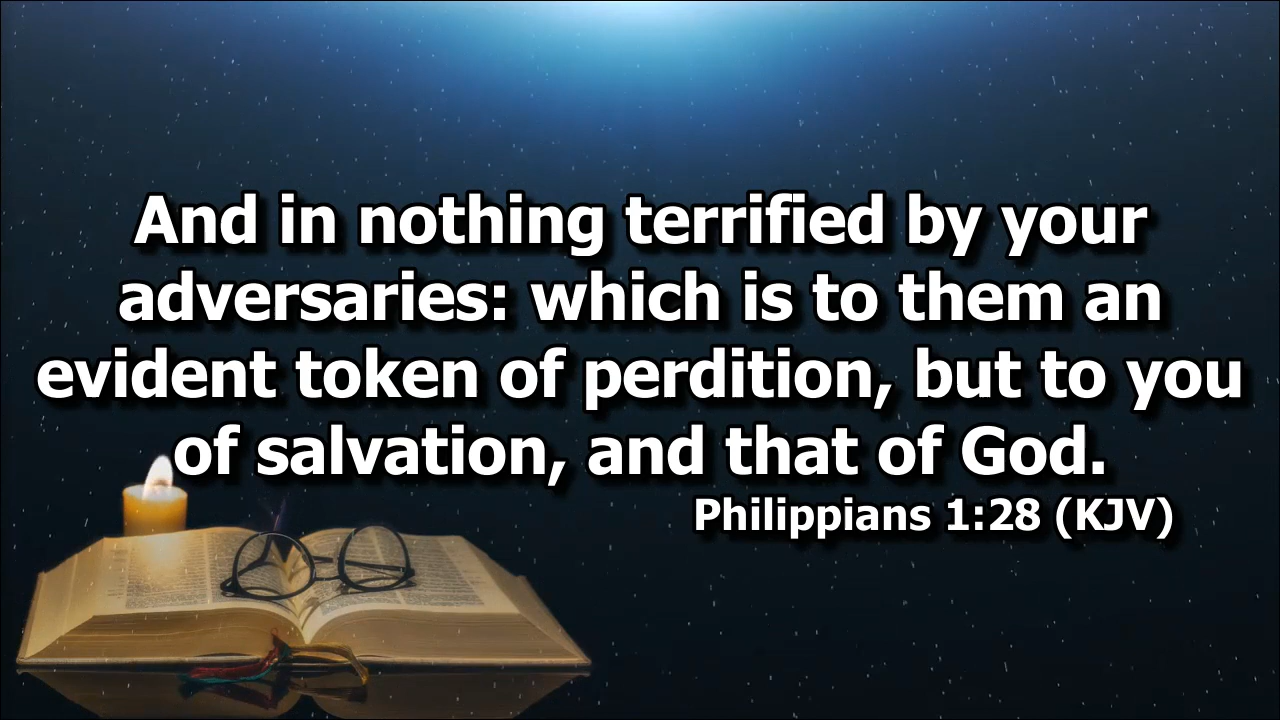 And in nothing terrified by your
adversaries: which is to them an
evident token of perdition, but to you
of salvation, and that of God.
Philippians 1:28 (KJV)